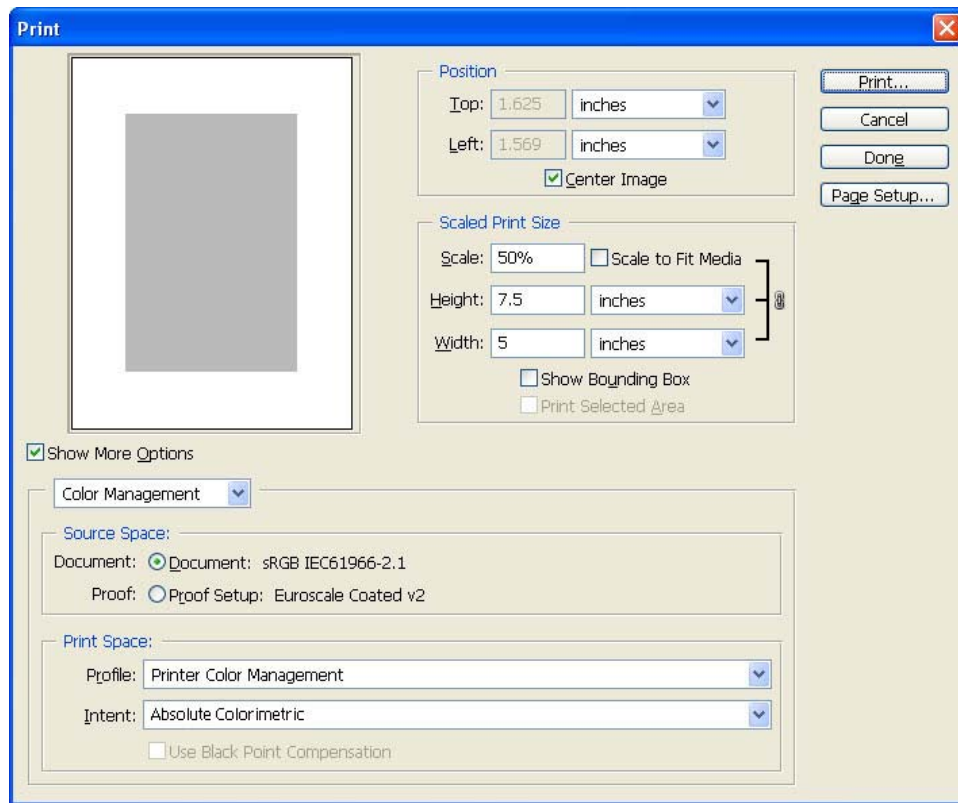 Print
Position
Top: 1.625 inches
Left: 1.569 inches
Center Image
Print...
Cancel
Done
Page Setup...
Scaled Print Size
Scale: 50% Scale to Fit Media
Height: 7.5 inches
Width: 5 inches
Show Bounding Box
Print Selected Area
Show More Options
Color Management
Source Space:
Document: Document: sRGB IEC61966-2.1
Proof: Proof Setup: Euroscale Coated v2
Print Space:
Profile: Printer Color Management
Intent: Absolute Colorimetric
Use Black Point Compensation